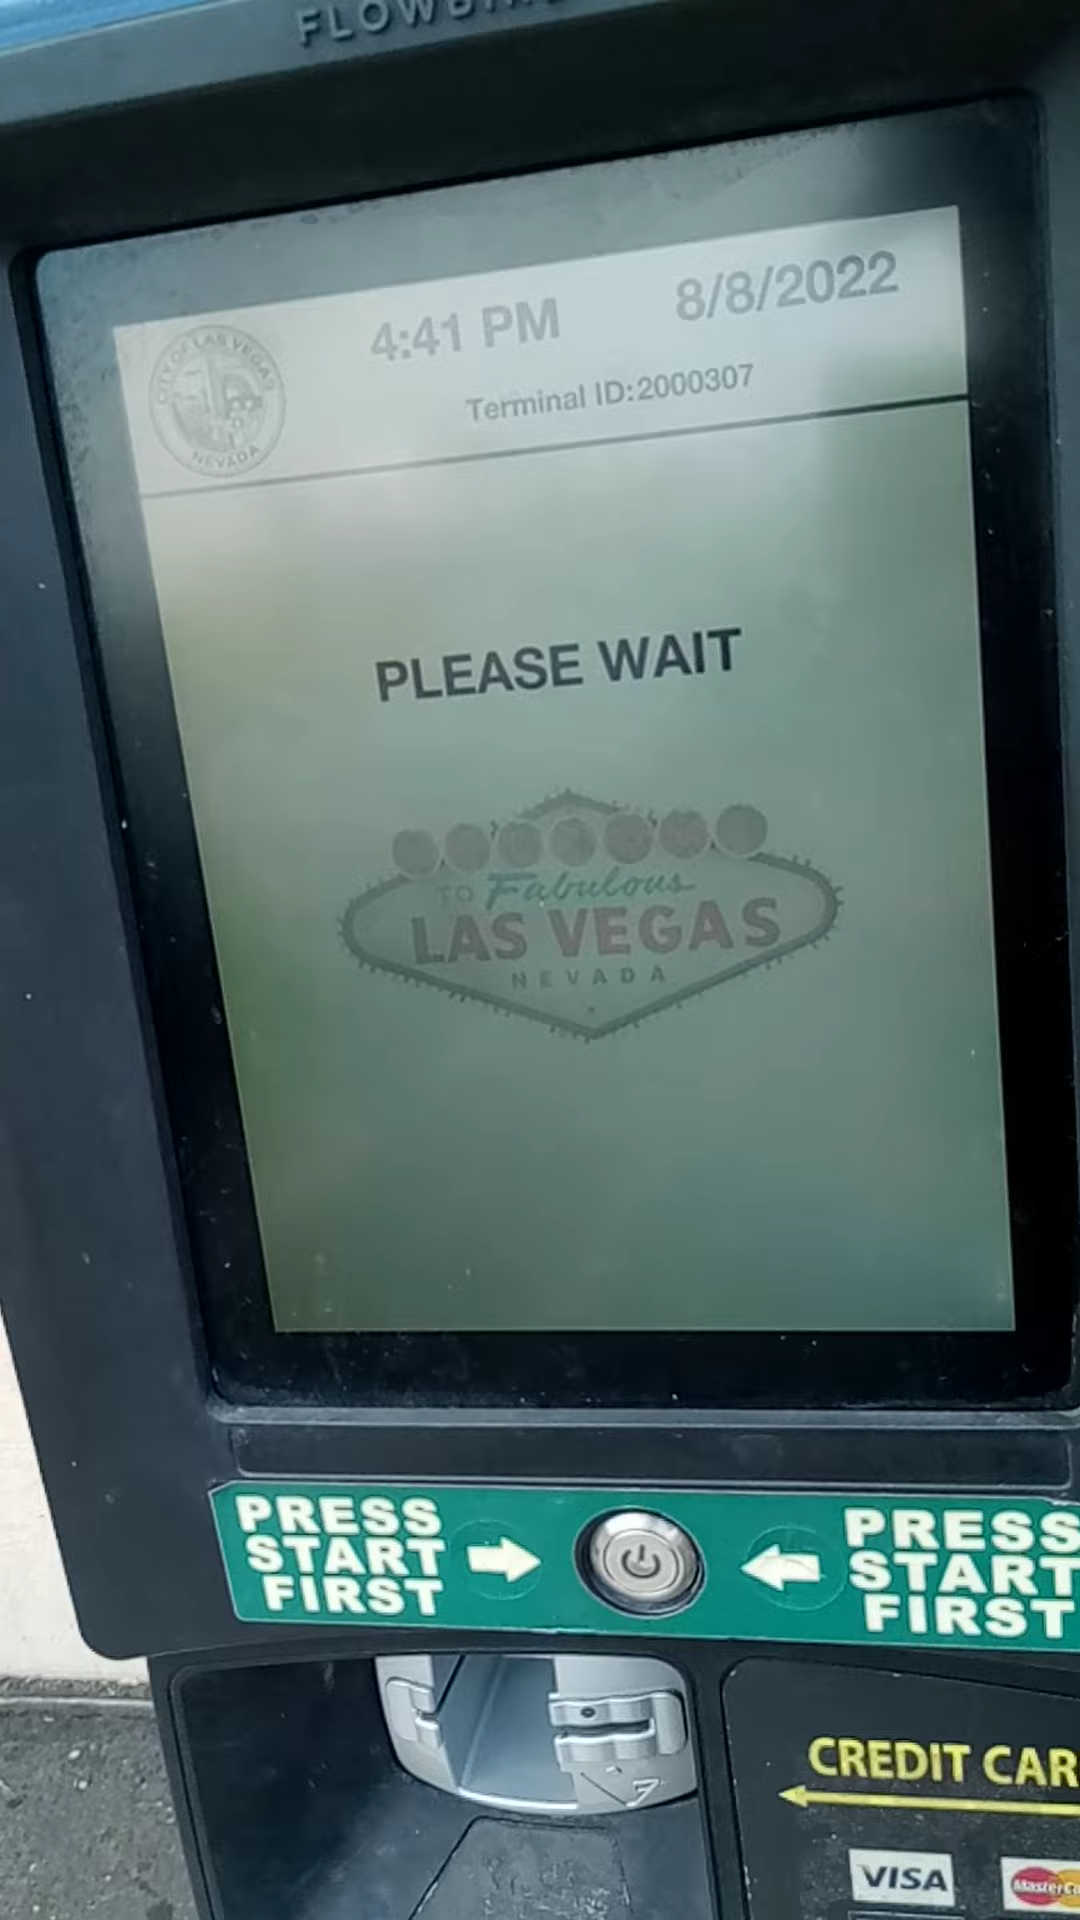 4:41 PM 8/8/2022
Terminal ID:2000307
CITY OF LAS VEGAS
NEVADA
PLEASE WAIT
TO Fabulous
LAS VEGAS
NEVADA
PRESS
START
FIRST
PRESS
START
FIRST
CREDIT CAR
VISA
MasterCa